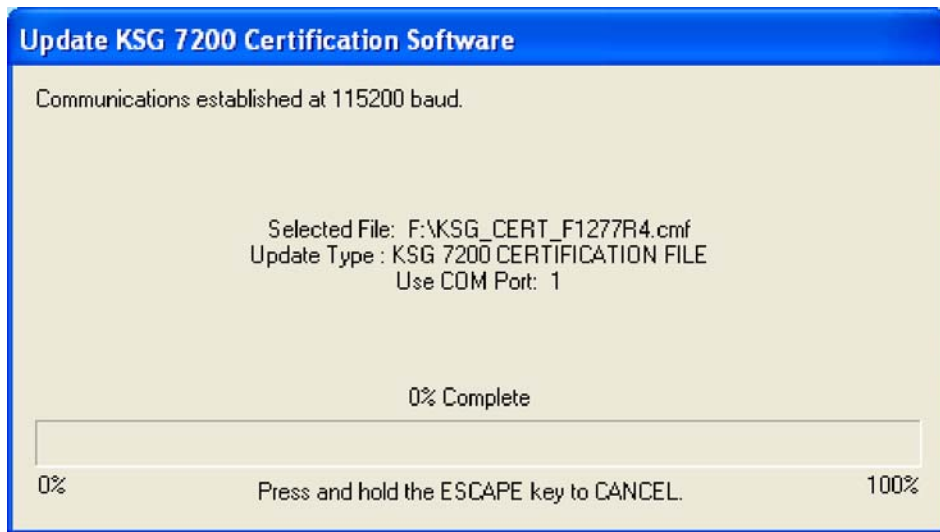 Update KSG 7200 Certification Software
Communications established at 115200 baud.
Selected File: F:\KSG_CERT_F1277R4.cmf
Update Type : KSG 7200 CERTIFICATION FILE
Use COM Port: 1
0% Complete
0% Press and hold the ESCAPE key to CANCEL. 100%